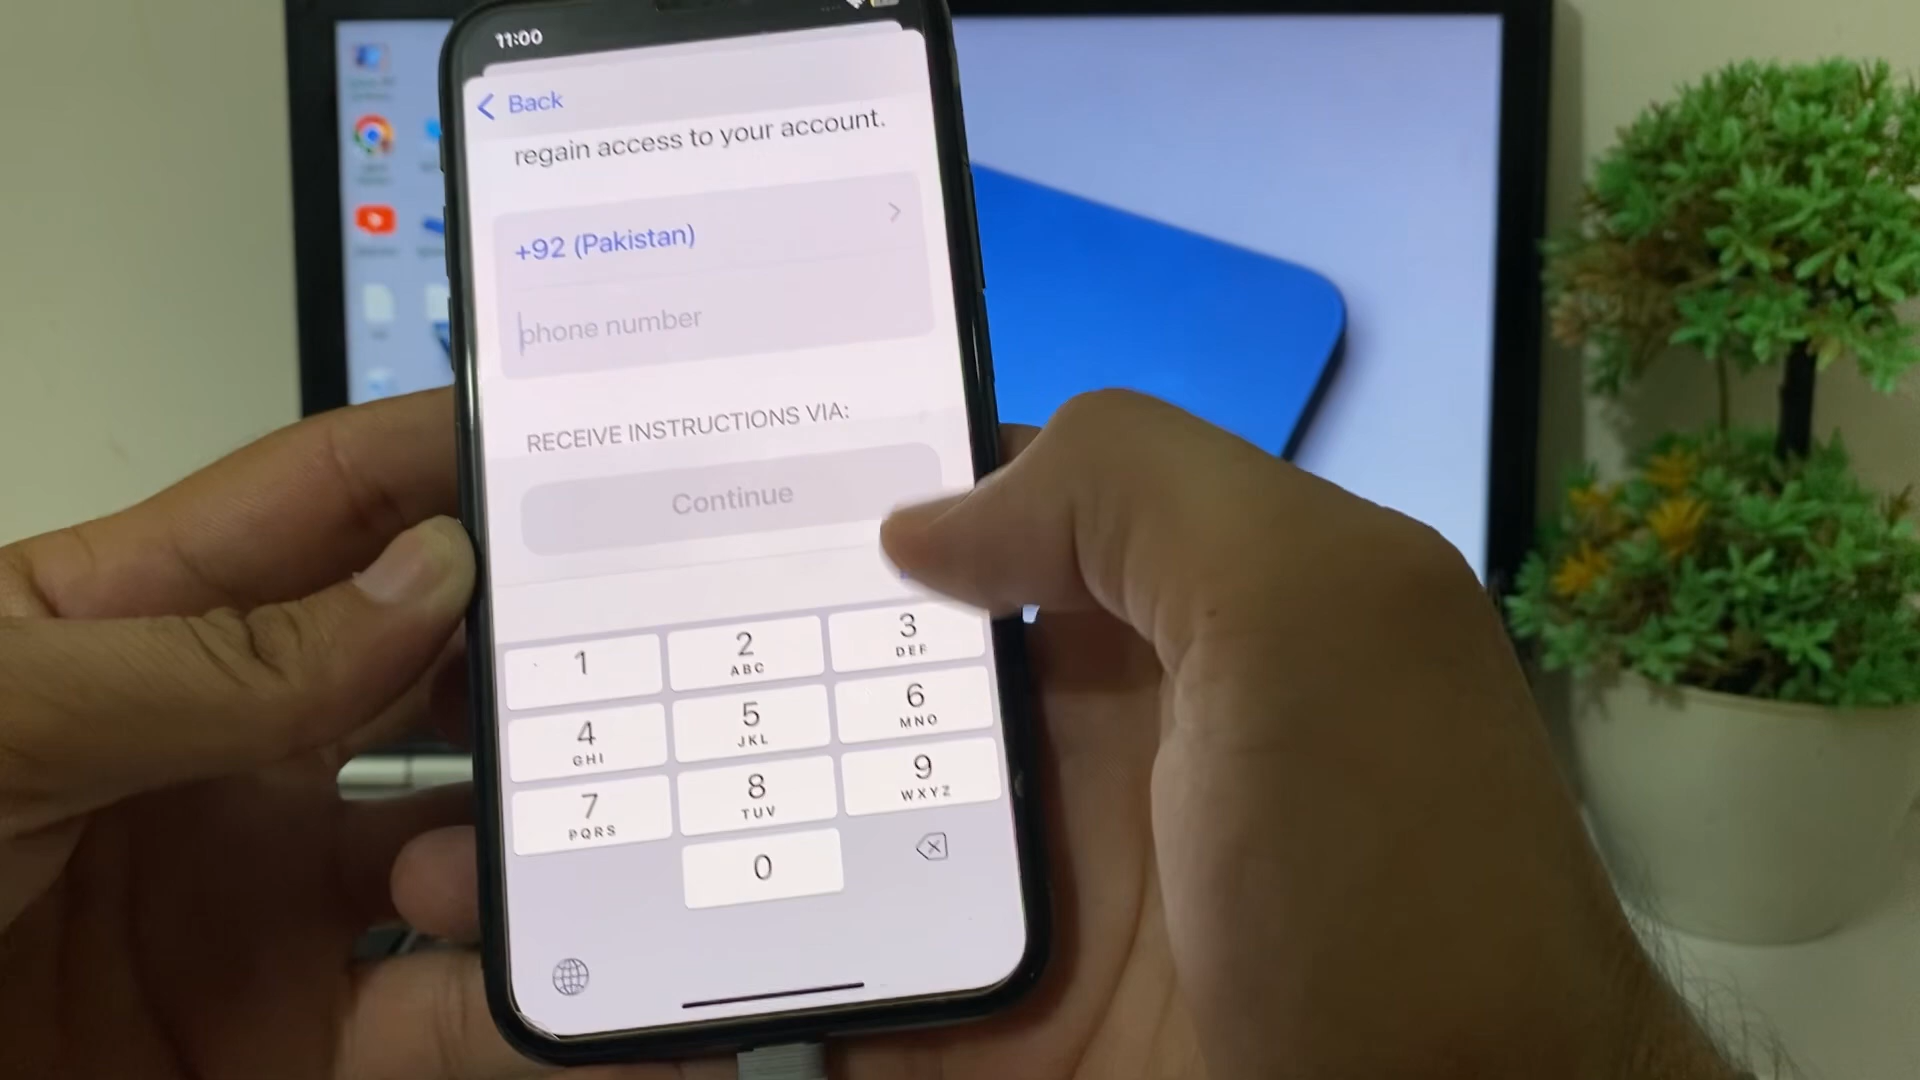 11:00
Back
regain access to your account.
+92 (Pakistan)
phone number
RECEIVE INSTRUCTIONS VIA:
Continue
1
2
ABC
3
DEF
4
GHI
5
JKL
6
MNO
7
PQRS
8
TUV
9
WXYZ
0